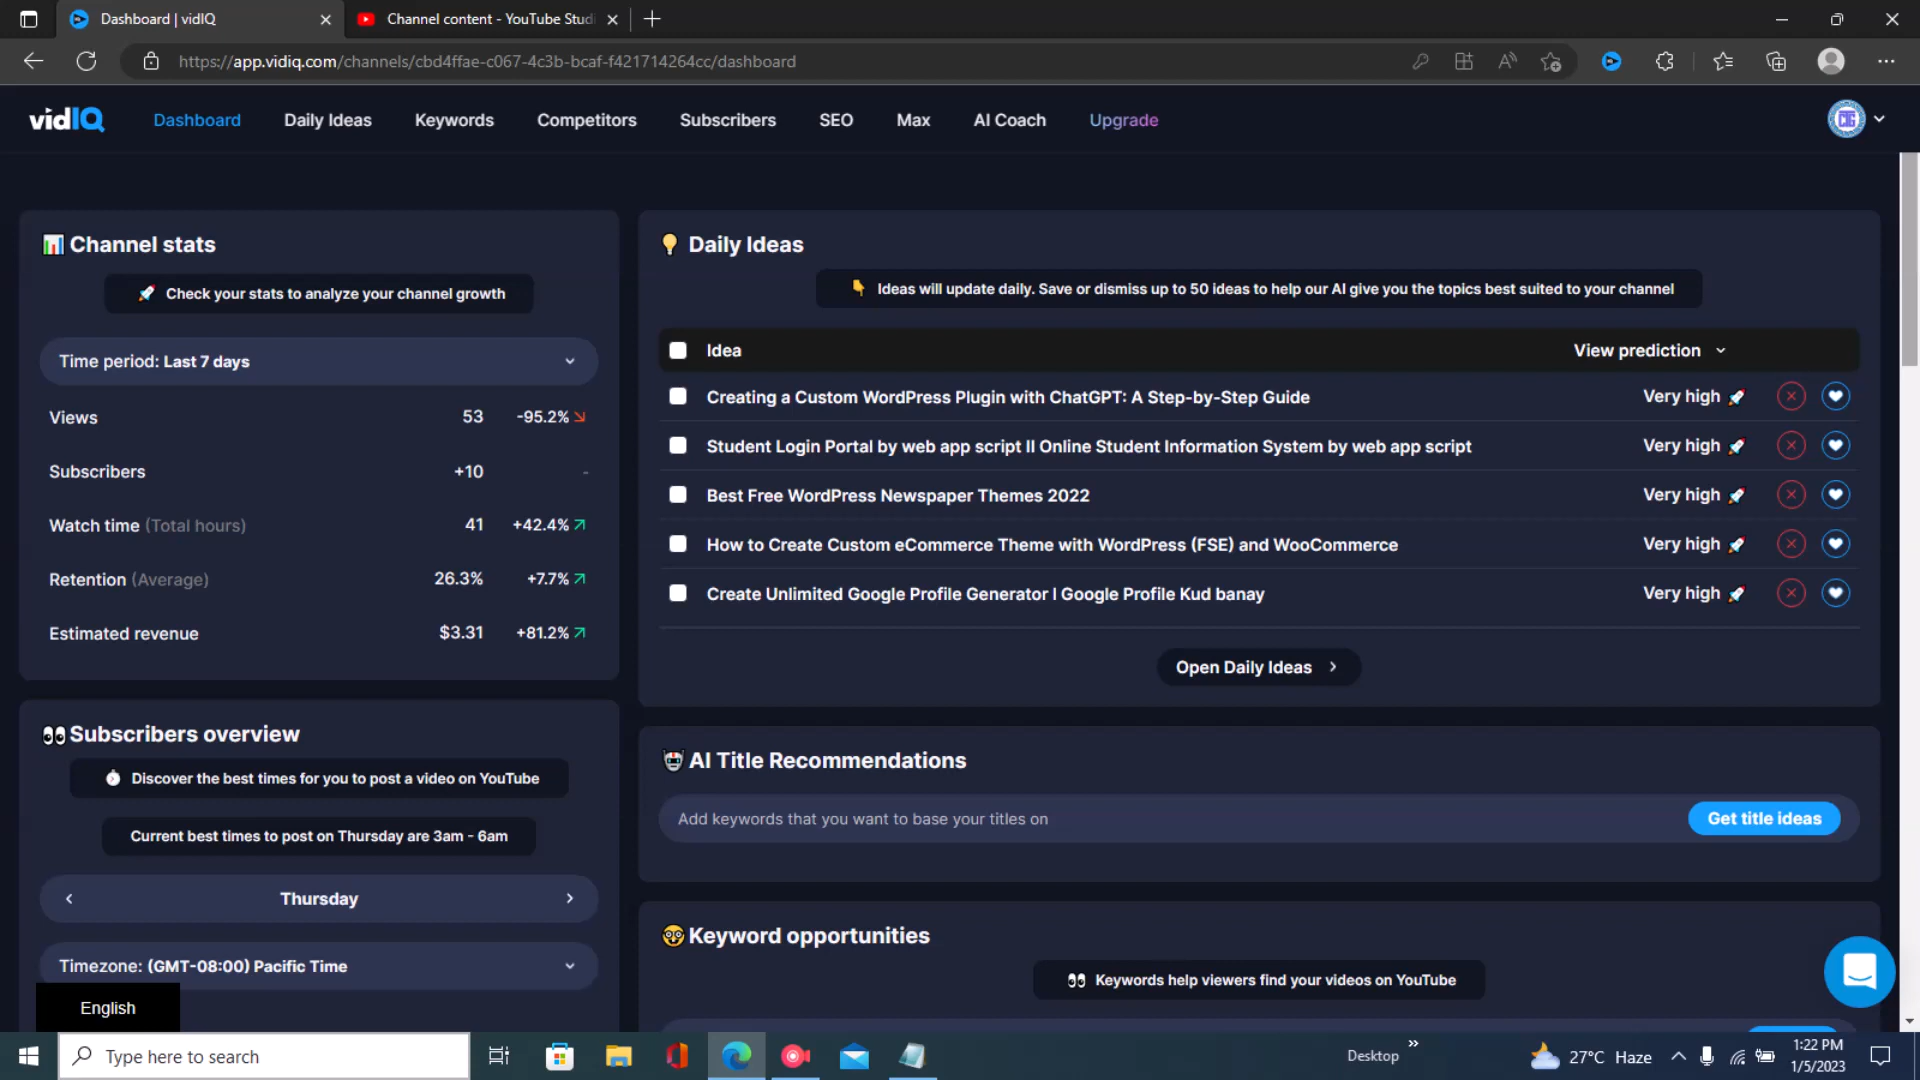 Dashboard | vidIQ
Channel content - YouTube Studi
https://app.vidiq.com/channels/cbd4ffae-c067-4c3b-bcaf-f421714264cc/dashboard
vidIQ
Dashboard
Daily Ideas
Keywords
Competitors
Subscribers
SEO
Max
AI Coach
Upgrade
Channel stats
Check your stats to analyze your channel growth
Time period: Last 7 days
Views 53 -95.2%
Subscribers +10 -
Watch time (Total hours) 41 +42.4%
Retention (Average) 26.3% +7.7%
Estimated revenue $3.31 +81.2%
Subscribers overview
Discover the best times for you to post a video on YouTube
Current best times to post on Thursday are 3am - 6am
Thursday
Timezone: (GMT-08:00) Pacific Time
English
Daily Ideas
Ideas will update daily. Save or dismiss up to 50 ideas to help our AI give you the topics best suited to your channel
Idea View prediction
Creating a Custom WordPress Plugin with ChatGPT: A Step-by-Step Guide Very high
Student Login Portal by web app script II Online Student Information System by web app script Very high
Best Free WordPress Newspaper Themes 2022 Very high
How to Create Custom eCommerce Theme with WordPress (FSE) and WooCommerce Very high
Create Unlimited Google Profile Generator l Google Profile Kud banay Very high
Open Daily Ideas
AI Title Recommendations
Add keywords that you want to base your titles on
Get title ideas
Keyword opportunities
Keywords help viewers find your videos on YouTube
Type here to search
Desktop
27°C Haze
1:22 PM
1/5/2023